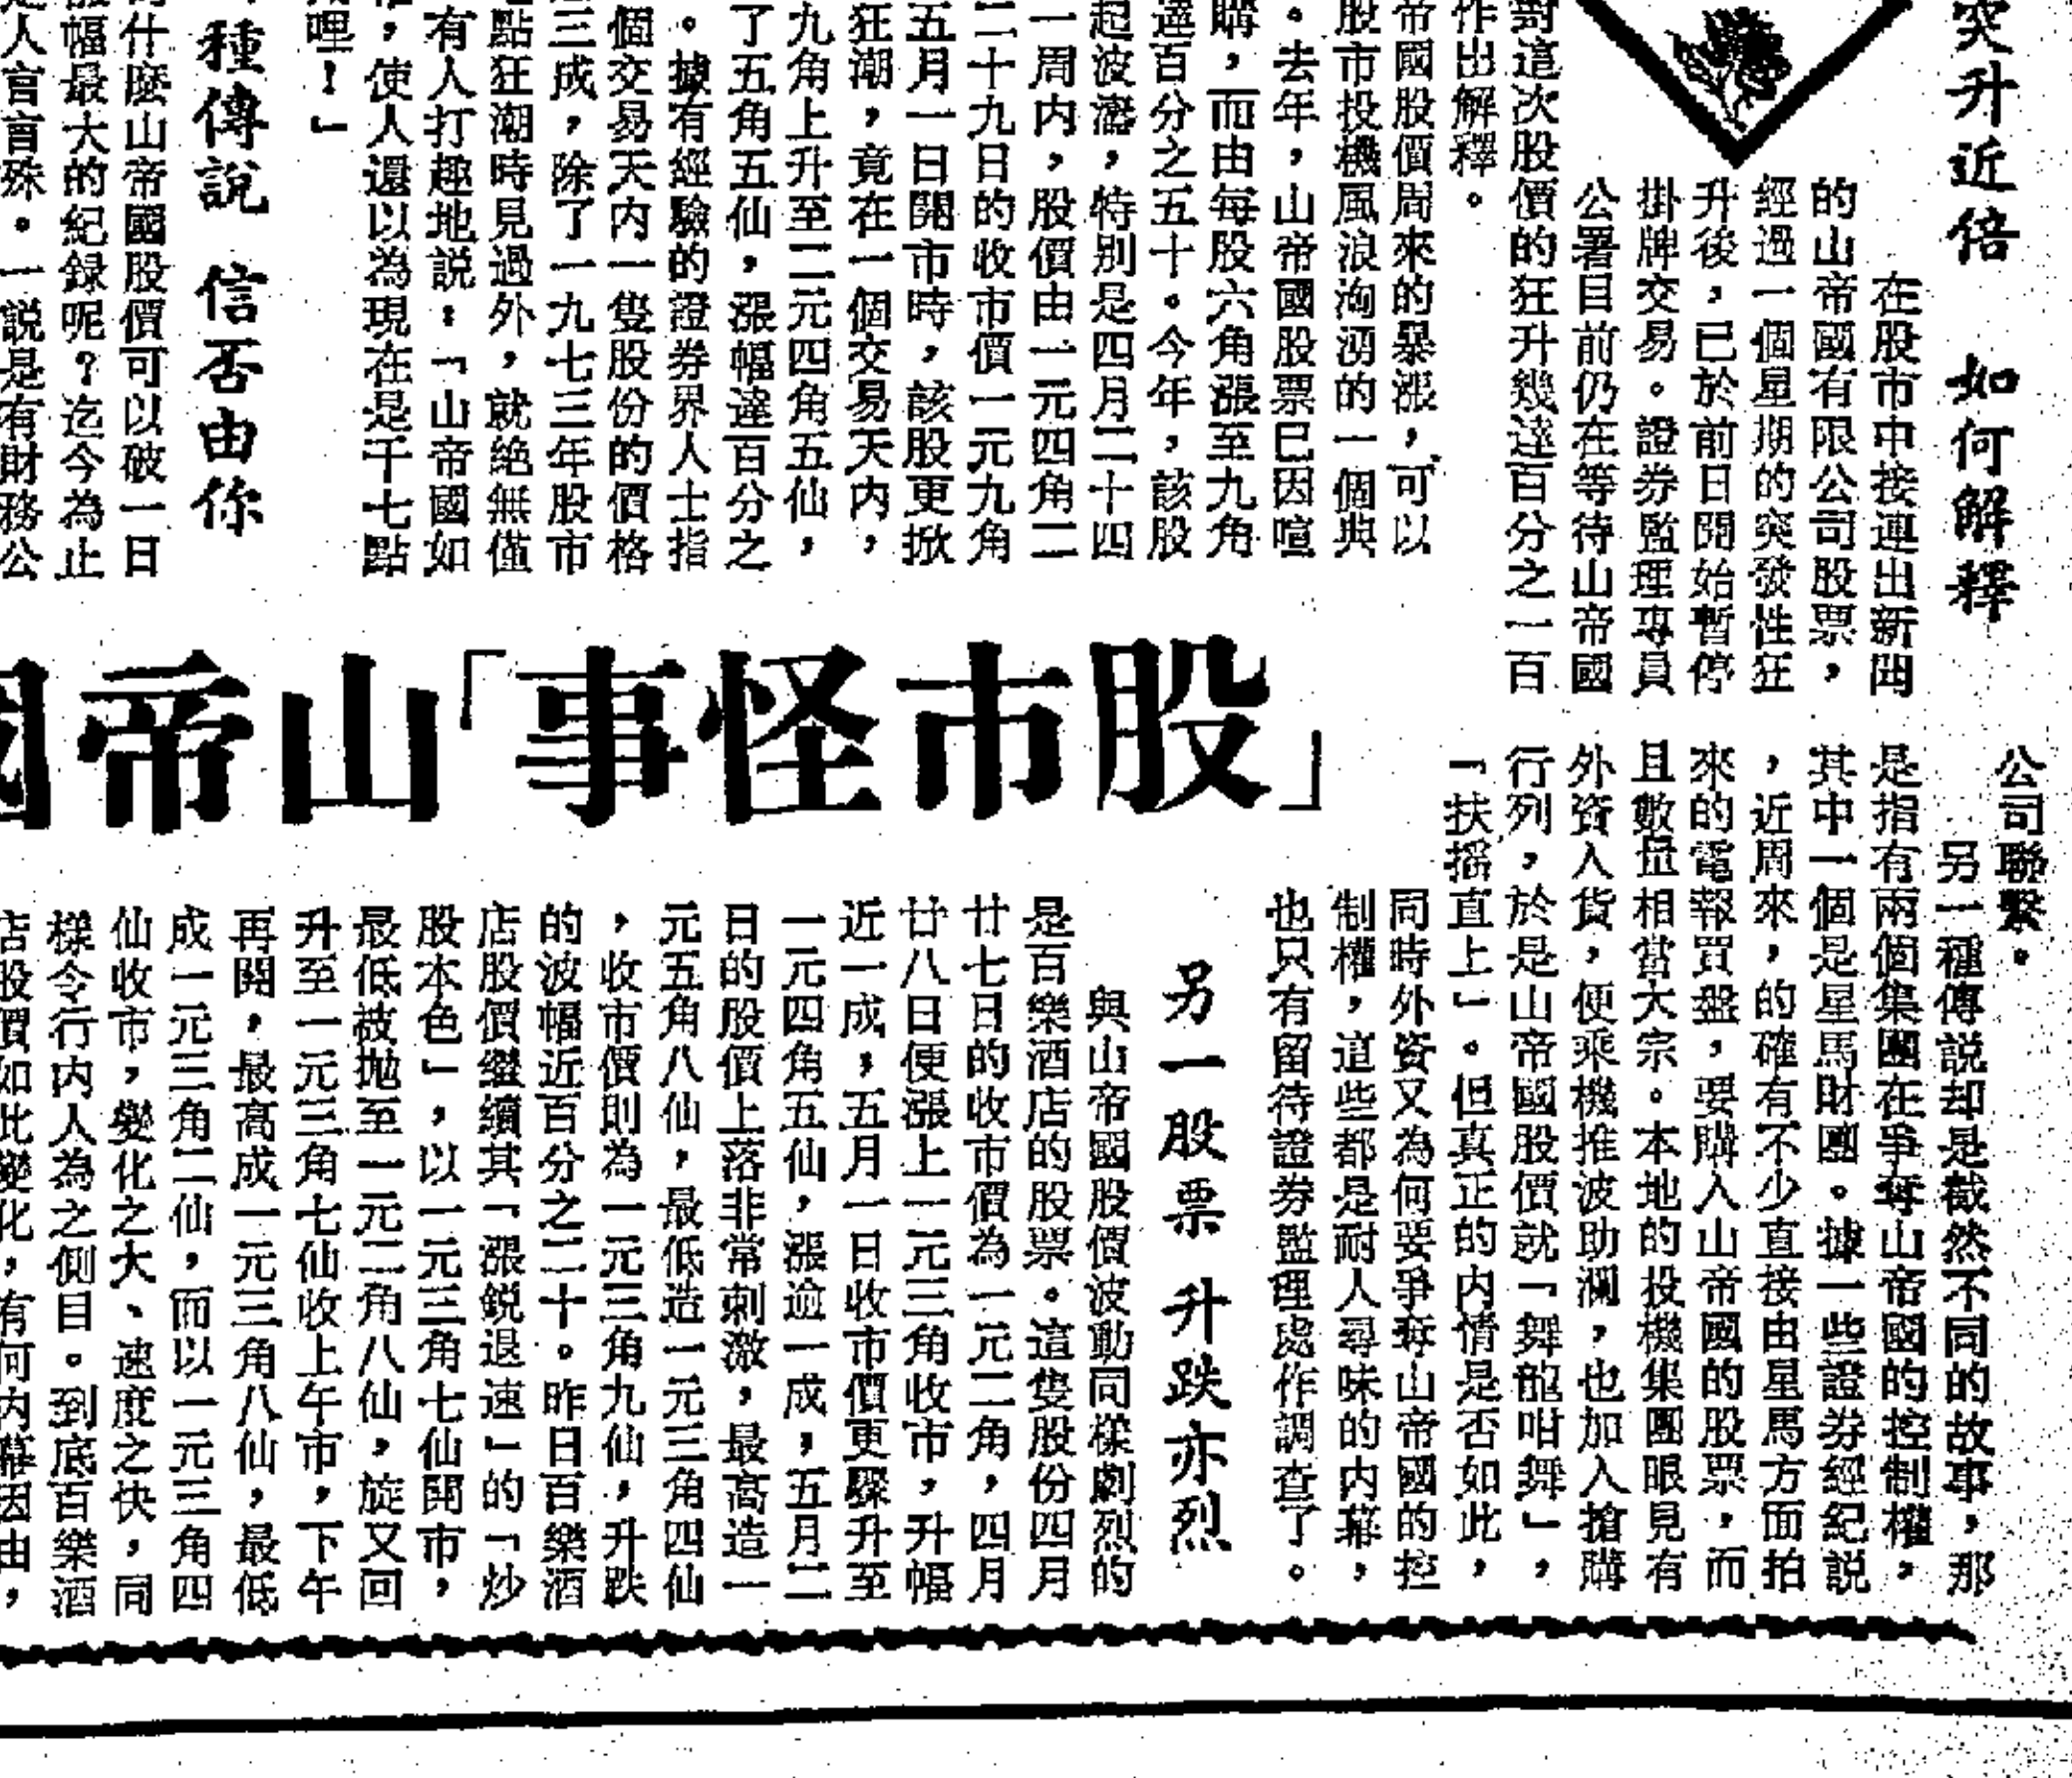 突升近倍 如何解釋
在股市中接連出新聞
的山帝國有限公司股票，
經過一個星期的突發性狂
升後，已於前日開始暫停
掛牌交易。證券監理專員
公署目前仍在等待山帝國
對這次股價的狂升幾達百分之一百
作出解釋。
帝國股價周來的暴漲，可以
股市投機風浪洶湧的一個典
。去年，山帝國股票已因喧
購，而由每股六角漲至九角
達百分之五十。今年，該股
起波濤，特別是四月二十四
一周内，股價由一元四角二
二十九日的收市價一元九角
五月一日開市時，該股更掀
狂潮，竟在一個交易天内，
九角上升至二元四角五仙，
了五角五仙，漲幅達百分之
。據有經驗的證券界人士指
個交易天内一隻股份的價格
三成，除了一九七三年股市
點狂潮時見過外，就絕無僅
有人打趣地説：「山帝國如
，使人還以為現在是千七點
哩！」
種傳說 信否由你
什麽山帝國股價可以破一日
幅最大的紀録呢？迄今為止
人言言殊。一説是有財務公
「股市怪事」山帝國
公司聯繫。
另一種傳説却是截然不同的故事，那
是指有兩個集團在爭奪山帝國的控制權，
其中一個是星馬財團。據一些證券經紀説
，近周來，的確有不少直接由星馬方面拍
來的電報買盤，要購入山帝國的股票，而
且數量相當大宗。本地的投機集團眼見有
外資入貨，便乘機推波助瀾，也加入搶購
行列，於是山帝國股價就「舞龍咁舞」，
「扶搖直上」。但真正的内情是否如此，
同時外資又為何要爭奪山帝國的控
制權，這些都是耐人尋味的内幕，
也只有留待證券監理處作調查了。
另一股票 升跌亦烈
與山帝國股價波動同樣劇烈的
是百樂酒店的股票。這隻股份四月
廿七日的收市價為一元二角，四月
廿八日便漲上一元三角收市，升幅
近一成，五月一日收市價更驟升至
一元四角五仙，漲逾一成，五月二
日的股價上落非常刺激，最高造一
元五角八仙，最低造一元三角四仙
，收市價則為一元三角九仙，升跌
的波幅近百分之二十。昨日百樂酒
店股價繼續其「漲鋭退速」的「炒
股本色」，以一元三角七仙開市，
最低被拋至一元二角八仙，旋又回
升至一元三角七仙收上午市，下午
再開，最高成一元三角八仙，最低
成一元三角二仙，而以一元三角四
仙收市，變化之大、速度之快，同
樣令行内人為之側目。到底百樂酒
店股價如此變化，有何内幕因由，